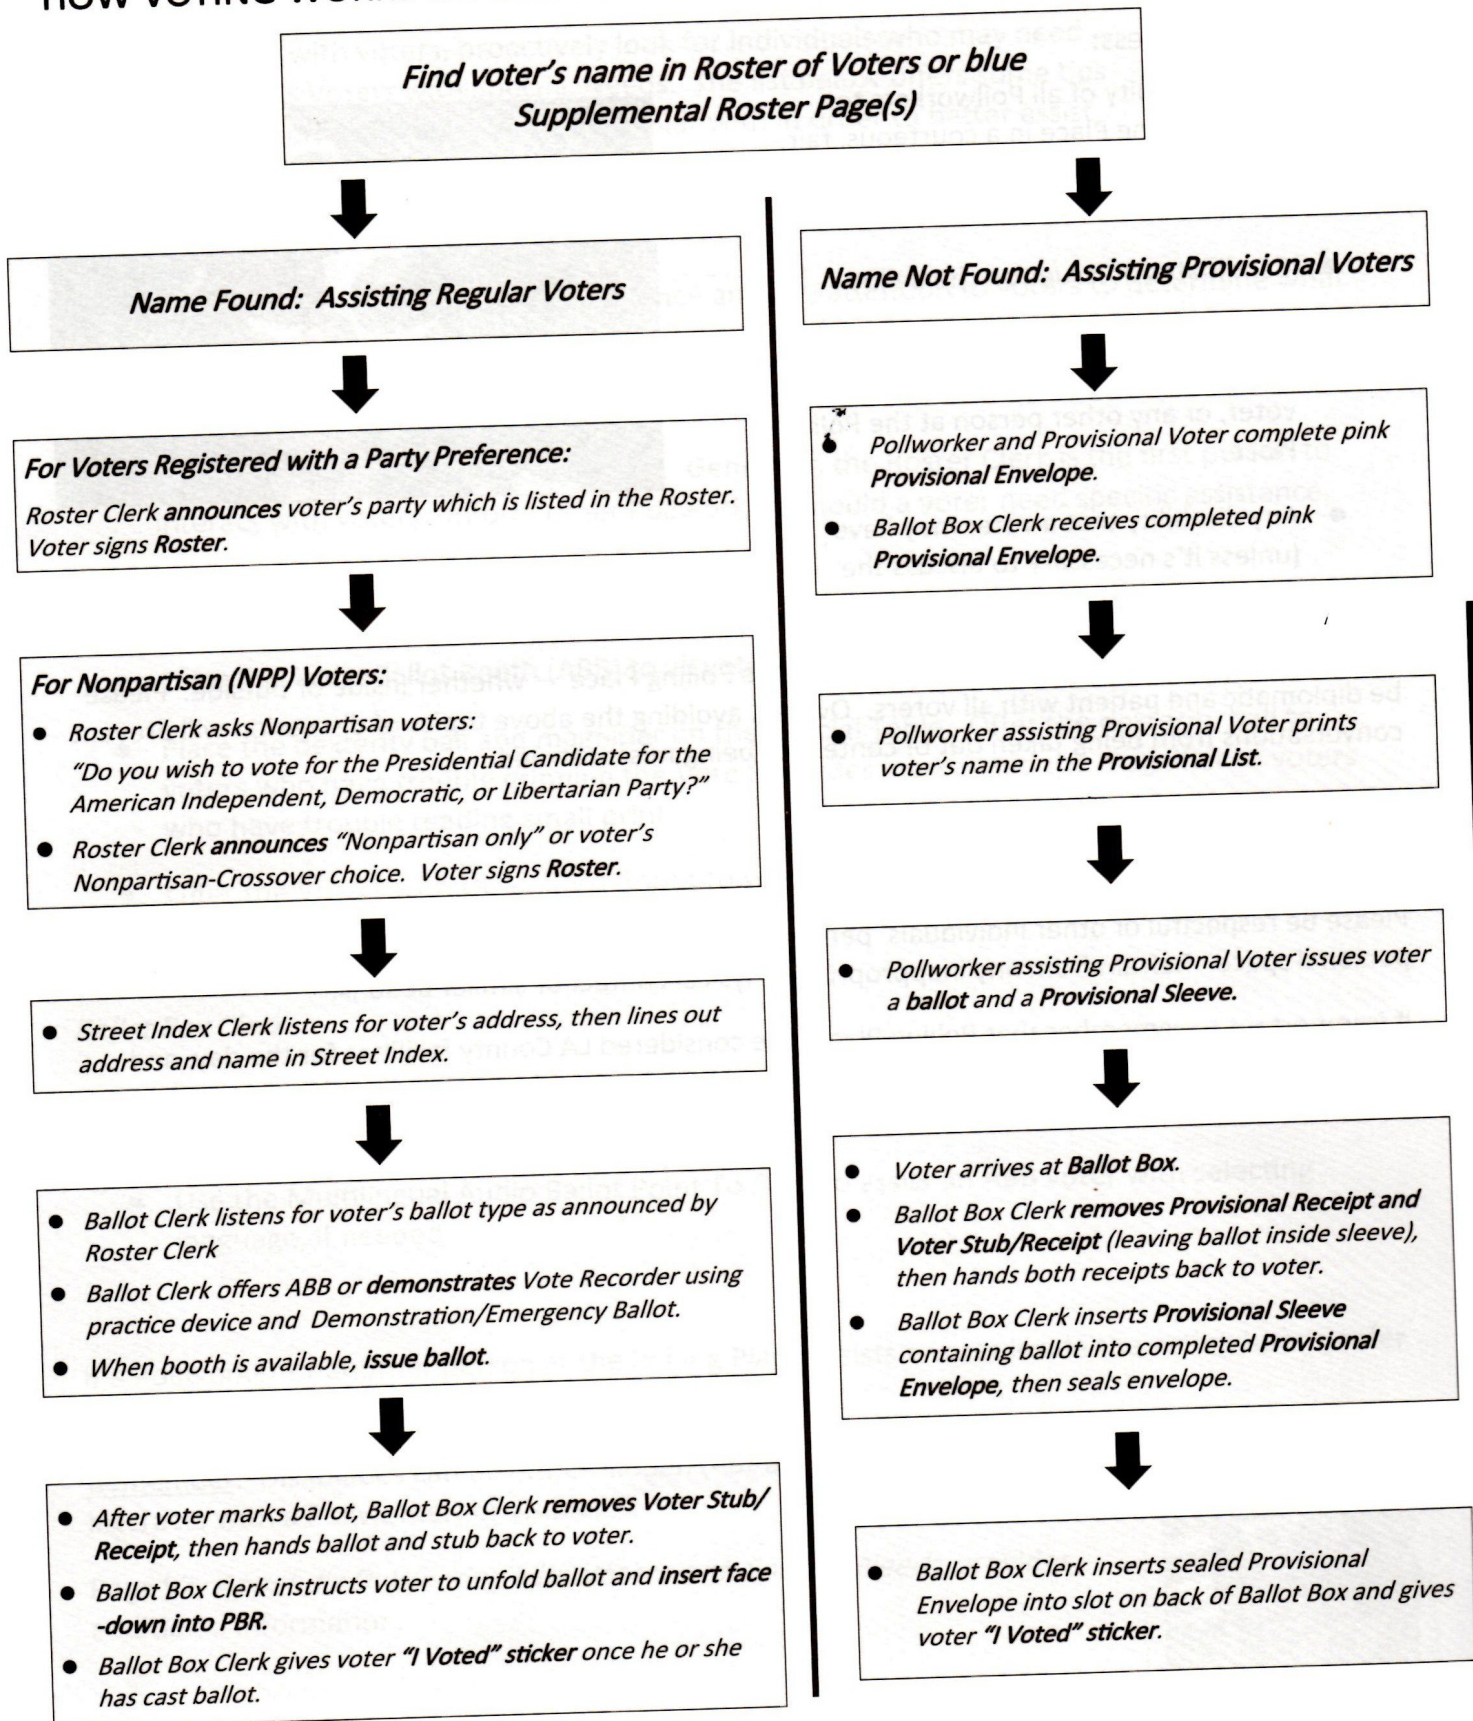 HOW VOTING WORKS
Find voter's name in Roster of Voters or blue
Supplemental Roster Page(s)
Name Found: Assisting Regular Voters
For Voters Registered with a Party Preference:
Roster Clerk announces voter's party which is listed in the Roster.
Voter signs Roster.
For Nonpartisan (NPP) Voters:
● Roster Clerk asks Nonpartisan voters:
"Do you wish to vote for the Presidential Candidate for the
American Independent, Democratic, or Libertarian Party?"
● Roster Clerk announces "Nonpartisan only" or voter's
Nonpartisan-Crossover choice. Voter signs Roster.
● Street Index Clerk listens for voter's address, then lines out
address and name in Street Index.
● Ballot Clerk listens for voter's ballot type as announced by
Roster Clerk
● Ballot Clerk offers ABB or demonstrates Vote Recorder using
practice device and Demonstration/Emergency Ballot.
● When booth is available, issue ballot.
● After voter marks ballot, Ballot Box Clerk removes Voter Stub/
Receipt, then hands ballot and stub back to voter.
● Ballot Box Clerk instructs voter to unfold ballot and insert face
-down into PBR.
● Ballot Box Clerk gives voter "I Voted" sticker once he or she
has cast ballot.
Name Not Found: Assisting Provisional Voters
● Pollworker and Provisional Voter complete pink
Provisional Envelope.
● Ballot Box Clerk receives completed pink
Provisional Envelope.
● Pollworker assisting Provisional Voter prints
voter's name in the Provisional List.
● Pollworker assisting Provisional Voter issues voter
a ballot and a Provisional Sleeve.
● Voter arrives at Ballot Box.
● Ballot Box Clerk removes Provisional Receipt and
Voter Stub/Receipt (leaving ballot inside sleeve),
then hands both receipts back to voter.
● Ballot Box Clerk inserts Provisional Sleeve
containing ballot into completed Provisional
Envelope, then seals envelope.
● Ballot Box Clerk inserts sealed Provisional
Envelope into slot on back of Ballot Box and gives
voter "I Voted" sticker.